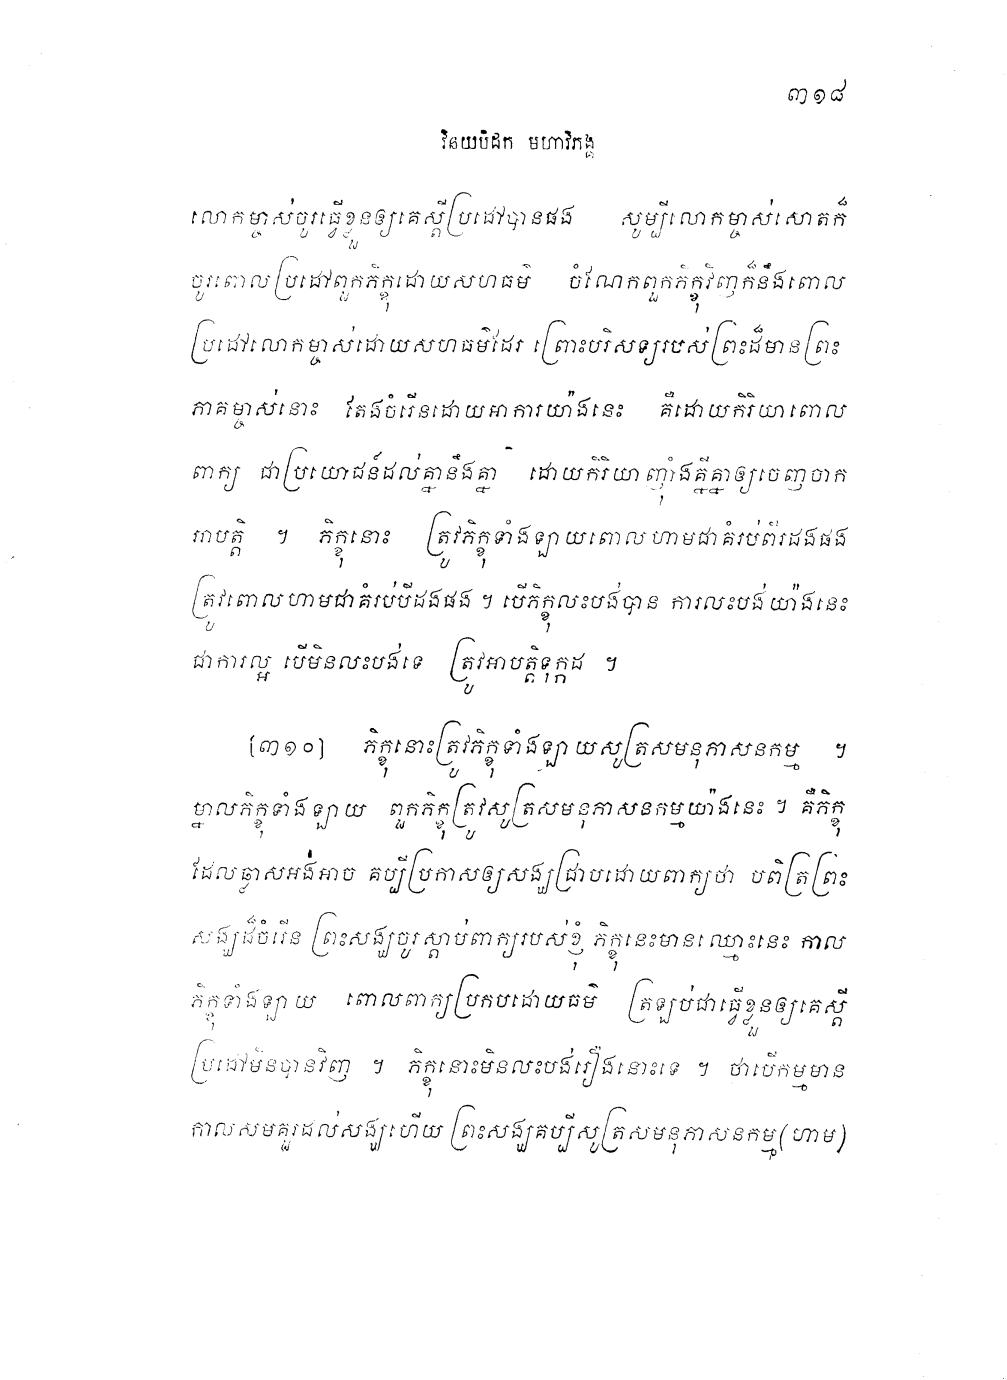 ៣១៨
វិនយបិដក មហាវិភង្គ
លោកម្ចាស់ចូរធ្វើខ្លួនឲ្យគេស្តីប្រដៅបានផង សូម្បីលោកម្ចាស់សោតក៏
ចូរពោលប្រដៅពួកភិក្ខុដោយសហធម៌ ចំណែកពួកភិក្ខុវិញក៏នឹងពោល
ប្រដៅលោកម្ចាស់ដោយសហធម៌ដែរ ព្រោះបរិសទ្យរបស់ព្រះដ៏មានព្រះ
ភាគម្ចាស់នោះ តែងចំរើនដោយអាការយ៉ាងនេះ គឺដោយកិរិយាពោល
ពាក្យ ជាប្រយោជន៍ដល់គ្នានឹងគ្នា ដោយកិរិយាញ៉ាំងគ្នីគ្នាឲ្យចេញចាក
អាបត្តិ ។ ភិក្ខុនោះ ត្រូវភិក្ខុទាំងឡាយពោលហាមជាគំរប់ពីរដងផង
ត្រូវពោលហាមជាគំរប់បីដងផង ។ បើភិក្ខុលះបង់បាន ការលះបង់យ៉ាងនេះ
ជាការល្អ បើមិនលះបង់ទេ ត្រូវអាបត្តិទុក្កដ ។
[៣១០] ភិក្ខុនោះត្រូវភិក្ខុទាំងឡាយសូត្រសមនុភាសនកម្ម ។
ម្នាលភិក្ខុទាំងឡាយ ពួកភិក្ខុត្រូវសូត្រសមនុភាសនកម្មយ៉ាងនេះ ។ គឺភិក្ខុ
ដែលឆ្លាសអង់អាច គប្បីប្រកាសឲ្យសង្ឃជ្រាបដោយពាក្យថា បពិត្រព្រះ
សង្ឃដ៏ចំរើន ព្រះសង្ឃចូរស្តាប់ពាក្យរបស់ខ្ញុំ ភិក្ខុនេះមានឈ្មោះនេះ កាល
ភិក្ខុទាំងឡាយ ពោលពាក្យប្រកបដោយធម៌ ត្រឡប់ជាធ្វើខ្លួនឲ្យគេស្តី
ប្រដៅមិនបានវិញ ។ ភិក្ខុនោះមិនលះបង់រឿងនោះទេ ។ ថាបើកម្មមាន
កាលសមគួរដល់សង្ឃហើយ ព្រះសង្ឃគប្បីសូត្រសមនុភាសនកម្ម(ហាម)